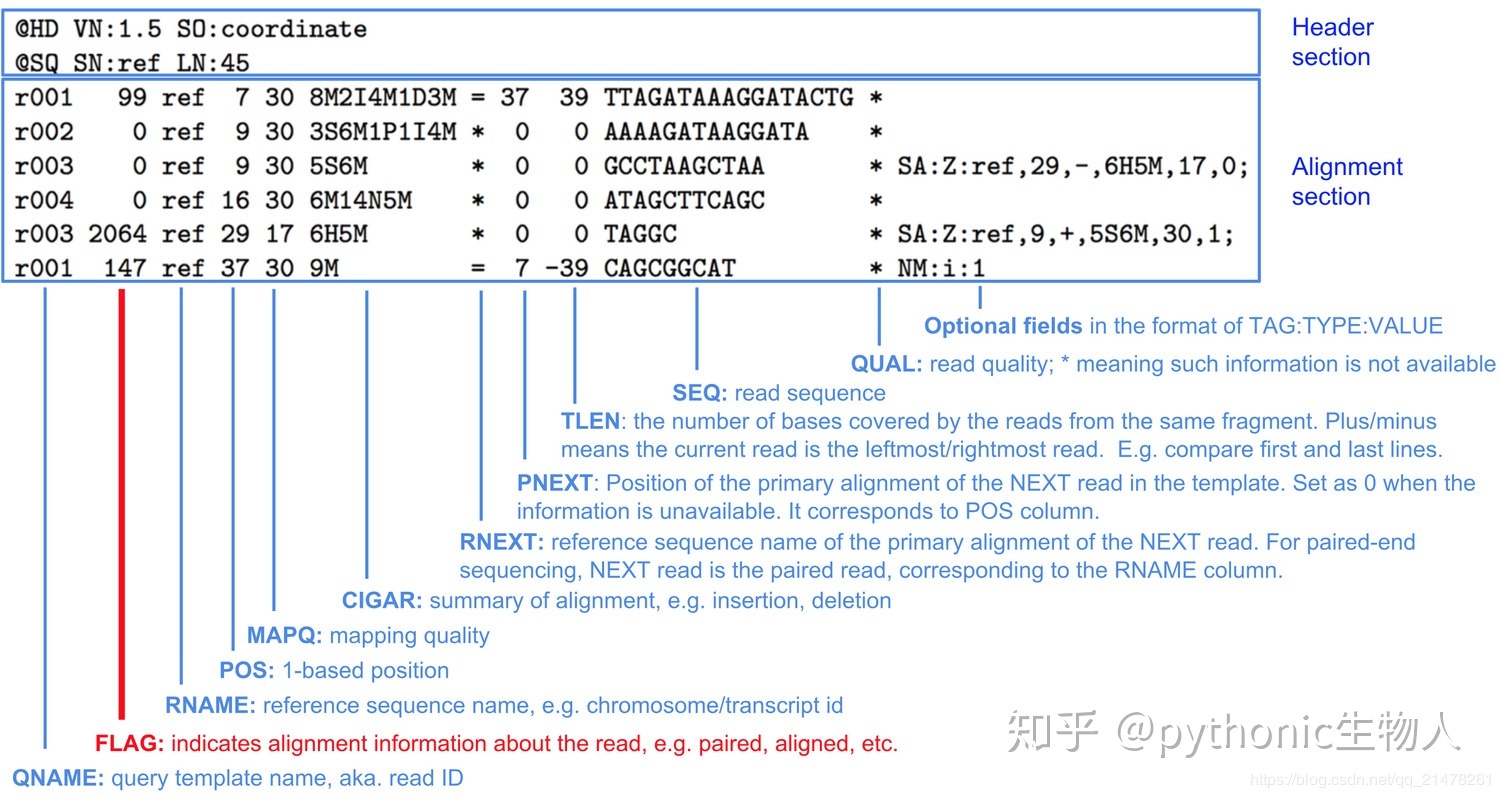 @HD VN:1.5 SO:coordinate
@SQ SN:ref LN:45
Header
section
r001 99 ref 7 30 8M2I4M1D3M = 37 39 TTAGATAAAGGATACTG *
r002 0 ref 9 30 3S6M1P1I4M * 0 0 AAAAGATAAGGATA *
r003 0 ref 9 30 5S6M * 0 0 GCCTAAGCTAA * SA:Z:ref,29,-,6H5M,17,0;
r004 0 ref 16 30 6M14N5M * 0 0 ATAGCTTCAGC *
r003 2064 ref 29 17 6H5M * 0 0 TAGGC * SA:Z:ref,9,+,5S6M,30,1;
r001 147 ref 37 30 9M = 7 -39 CAGCGGCAT * NM:i:1
Alignment
section
Optional fields in the format of TAG:TYPE:VALUE
QUAL: read quality; * meaning such information is not available
SEQ: read sequence
TLEN: the number of bases covered by the reads from the same fragment. Plus/minus
means the current read is the leftmost/rightmost read. E.g. compare first and last lines.
PNEXT: Position of the primary alignment of the NEXT read in the template. Set as 0 when the
information is unavailable. It corresponds to POS column.
RNEXT: reference sequence name of the primary alignment of the NEXT read. For paired-end
sequencing, NEXT read is the paired read, corresponding to the RNAME column.
CIGAR: summary of alignment, e.g. insertion, deletion
MAPQ: mapping quality
POS: 1-based position
RNAME: reference sequence name, e.g. chromosome/transcript id
FLAG: indicates alignment information about the read, e.g. paired, aligned, etc.
QNAME: query template name, aka. read ID
知乎 @pythonic生物人
https://blog.csdn.net/qq_21478261